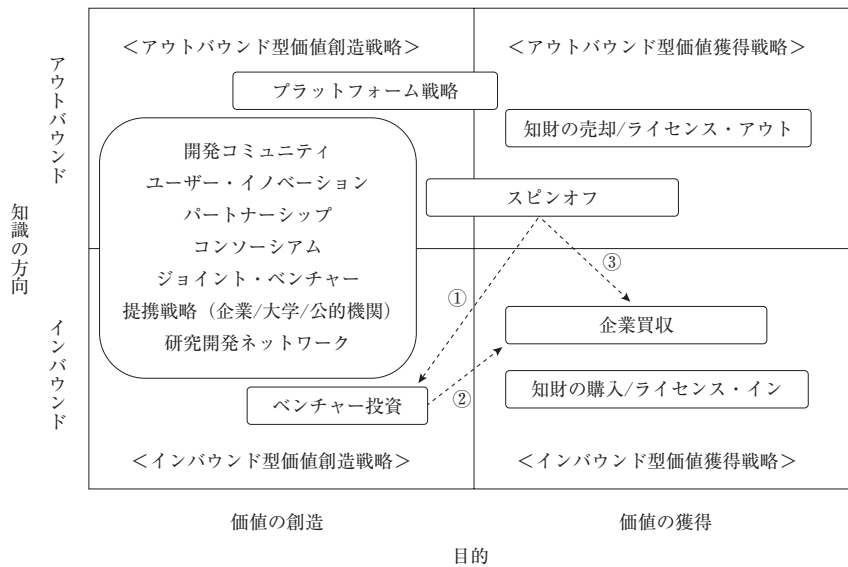 <アウトバウンド型価値創造戦略>
<アウトバウンド型価値獲得戦略>
プラットフォーム戦略
知財の売却/ライセンス・アウト
開発コミュニティ
ユーザー・イノベーション
パートナーシップ
コンソーシアム
ジョイント・ベンチャー
提携戦略(企業/大学/公的機関)
研究開発ネットワーク
スピンオフ
①
③
企業買収
ベンチャー投資
②
知財の購入/ライセンス・イン
<インバウンド型価値創造戦略>
<インバウンド型価値獲得戦略>
アウトバウンド
知識の方向
インバウンド
価値の創造
価値の獲得
目的